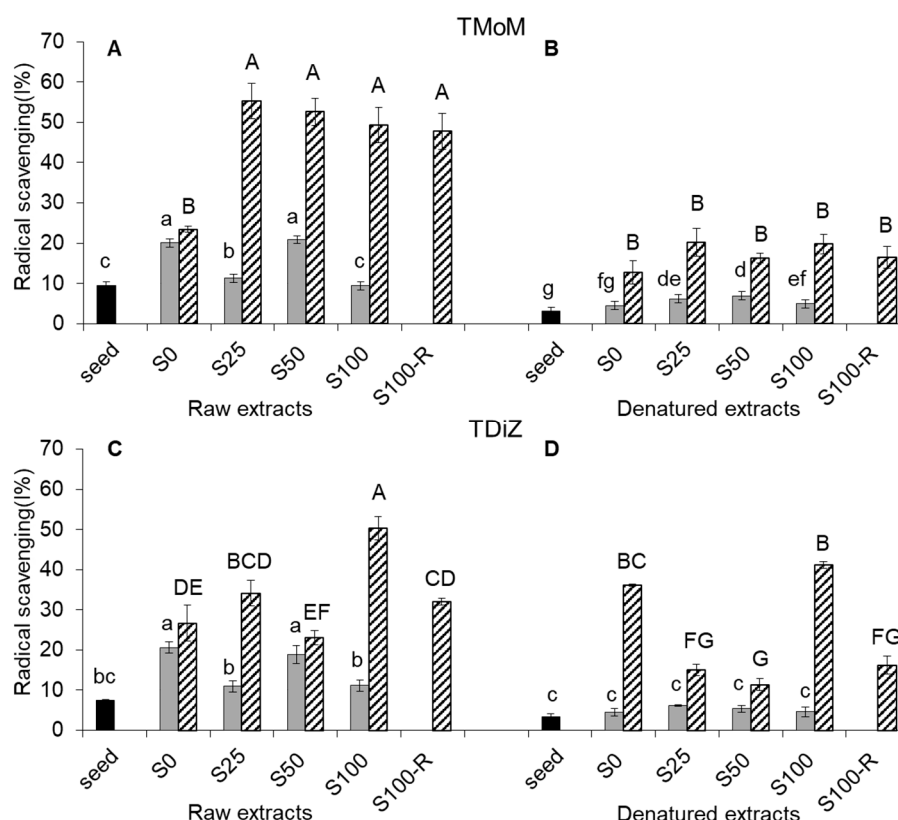 TMoM
A
B
Radical scavenging(I%)
70
60
50
40
30
20
10
0
c
a
B
b
A
a
A
c
A
A
g
fg
B
de
B
d
B
ef
B
B
seed
S0
S25
S50
S100
S100-R
seed
S0
S25
S50
S100
S100-R
Raw extracts
Denatured extracts
TDiZ
C
D
Radical scavenging(I%)
70
60
50
40
30
20
10
0
bc
a
DE
b
BCD
a
EF
b
A
CD
c
c
BC
c
FG
c
G
c
B
FG
seed
S0
S25
S50
S100
S100-R
seed
S0
S25
S50
S100
S100-R
Raw extracts
Denatured extracts